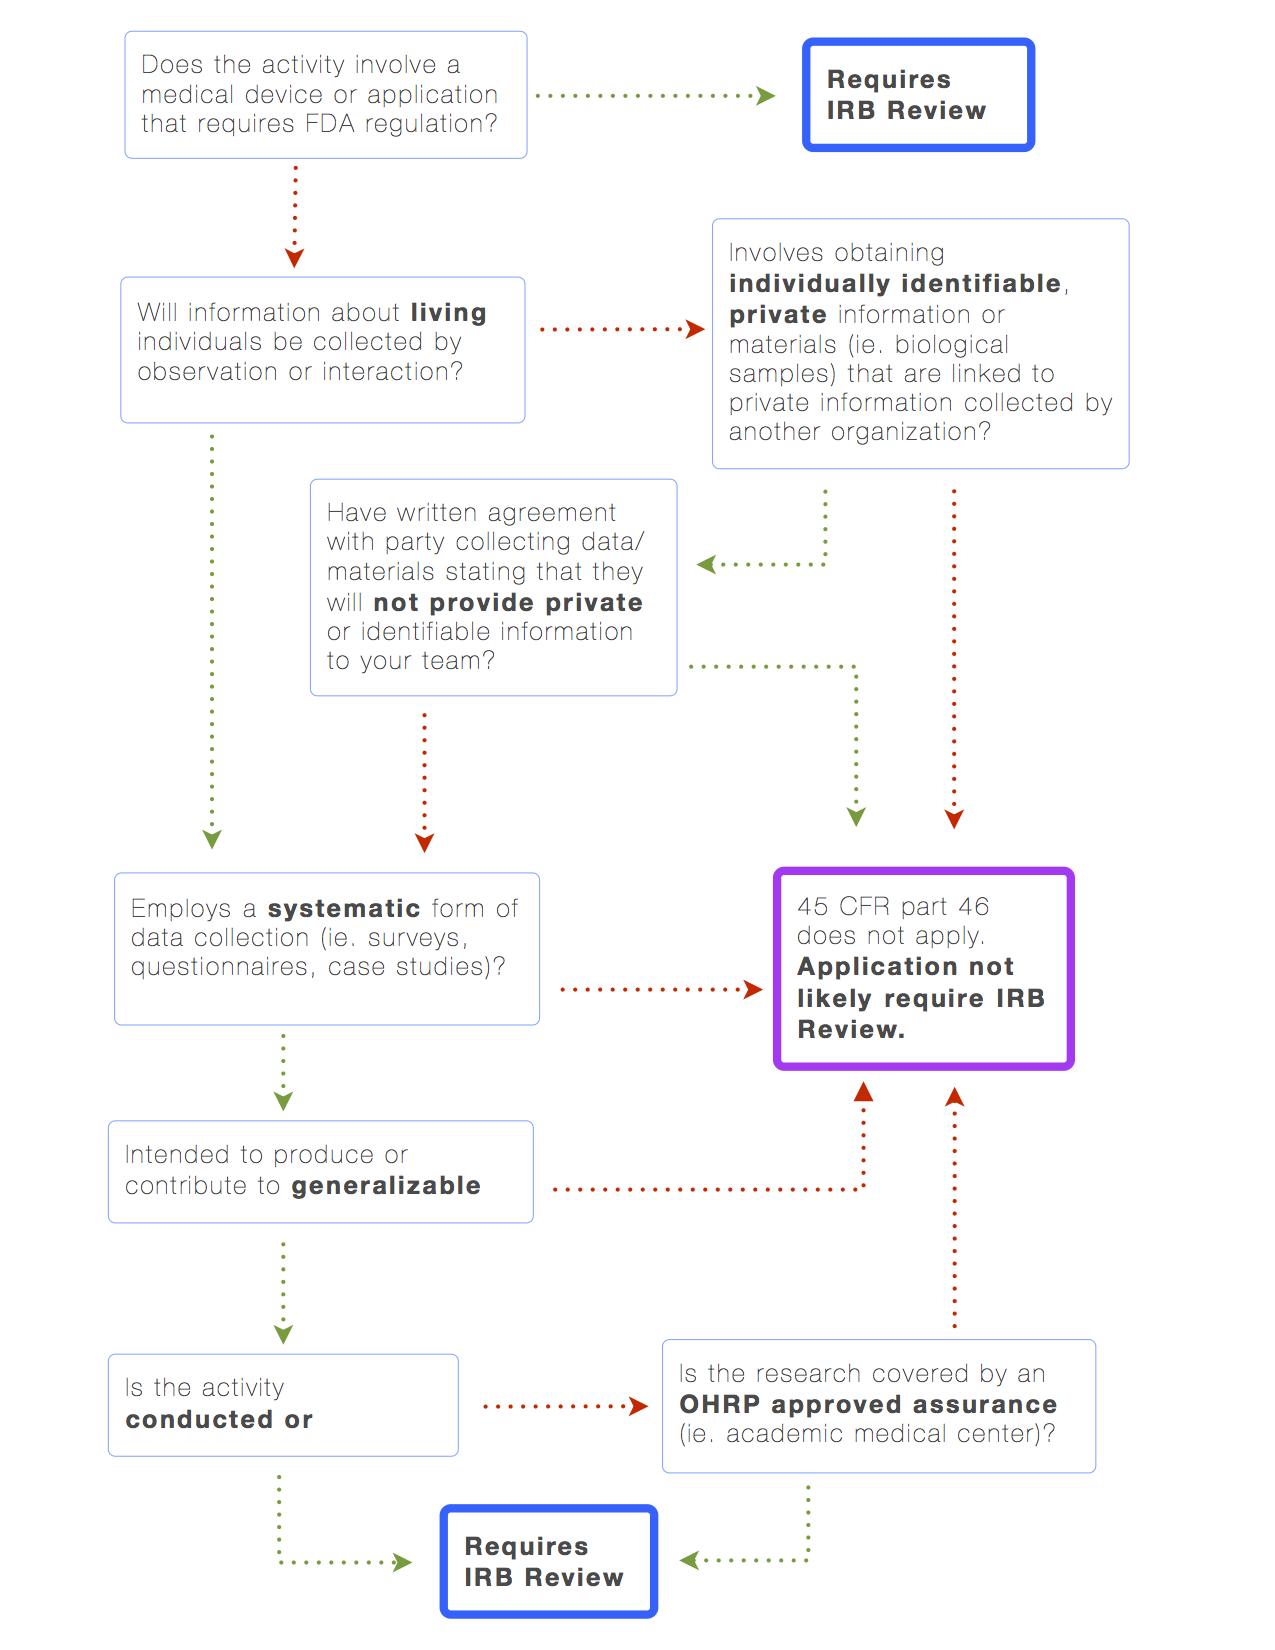 Does the activity involve a
medical device or application
that requires FDA regulation?
Requires
IRB Review
Will information about living
individuals be collected by
observation or interaction?
Involves obtaining
individually identifiable,
private information or
materials (ie. biological
samples) that are linked to
private information collected by
another organization?
Have written agreement
with party collecting data/
materials stating that they
will not provide private
or identifiable information
to your team?
Employs a systematic form of
data collection (ie. surveys,
questionnaires, case studies)?
45 CFR part 46
does not apply.
Application not
likely require IRB
Review.
Intended to produce or
contribute to generalizable
Is the activity
conducted or
Is the research covered by an
OHRP approved assurance
(ie. academic medical center)?
Requires
IRB Review